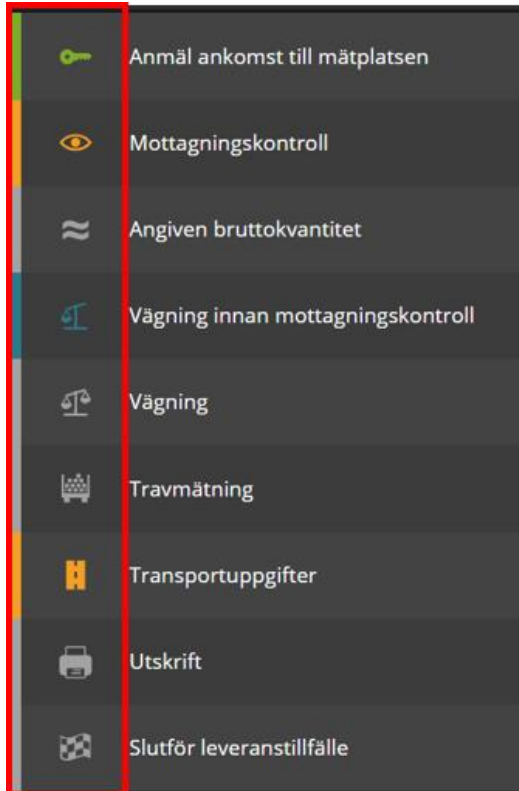 Anmäl ankomst till mätplatsen
Mottagningskontroll
Angiven bruttokvantitet
Vägning innan mottagningskontroll
Vägning
Travmätning
Transportuppgifter
Utskrift
Slutför leveranstillfälle